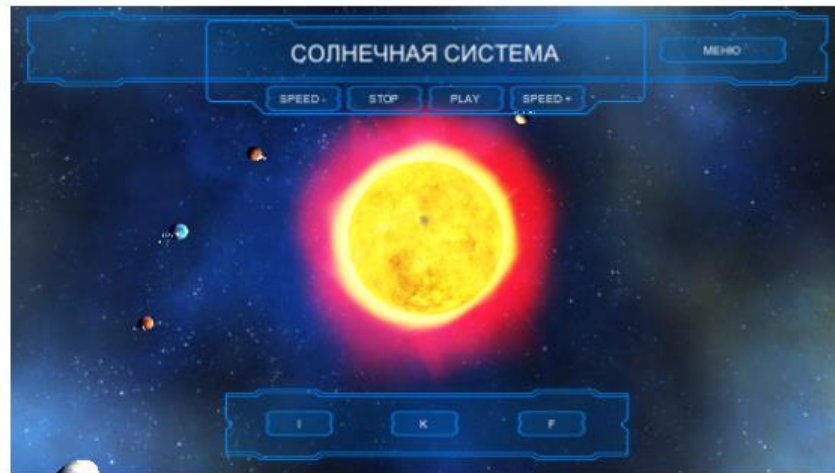 СОЛНЕЧНАЯ СИСТЕМА
МЕНЮ
SPEED - STOP PLAY SPEED +
I K F